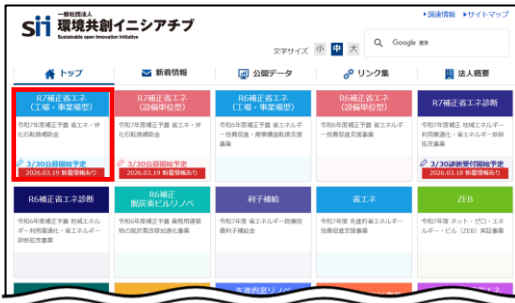 調達情報 サイトマップ
一般社団法人
Sii 環境共創イニシアチブ
Sustainable open Innovation Initiative
文字サイズ 小 中 大 Google 検索
トップ 新着情報 公開データ リンク集 法人概要
R7補正省エネ
（工場・事業場型）
令和7年度補正予算 省エネ・非
化石転換補助金
3/30公募開始予定
2026.03.19 新着情報あり
R7補正省エネ
（設備単位型）
令和7年度補正予算 省エネ・非
化石転換補助金
3/30公募開始予定
2026.03.19 新着情報あり
R6補正省エネ
（工場・事業場型）
令和6年度補正予算 省エネルギ
ー投資促進・需要構造転換支援
事業
R6補正省エネ
（設備単位型）
令和6年度補正予算 省エネルギ
ー投資促進支援事業
R7補正省エネ診断
令和7年度補正 地域エネルギー
利用最適化・省エネルギー診断
拡充事業
3/30診断受付開始予定
2026.03.18 新着情報あり
R6補正省エネ診断
令和6年度補正予算 地域エネル
ギー利用最適化・省エネルギー
診断拡充事業
R6補正
脱炭素ビルリノベ
令和6年度補正予算 業務用建築
物の脱炭素改修加速化事業
利子補給
令和7年度 省エネルギー設備投
資利子補給金
省エネ
令和7年度 先進的省エネルギー
投資促進支援事業
ZEB
令和7年度 ネット・ゼロ・エネ
ルギー・ビル（ZEB）実証事業
先進的窓リノベ